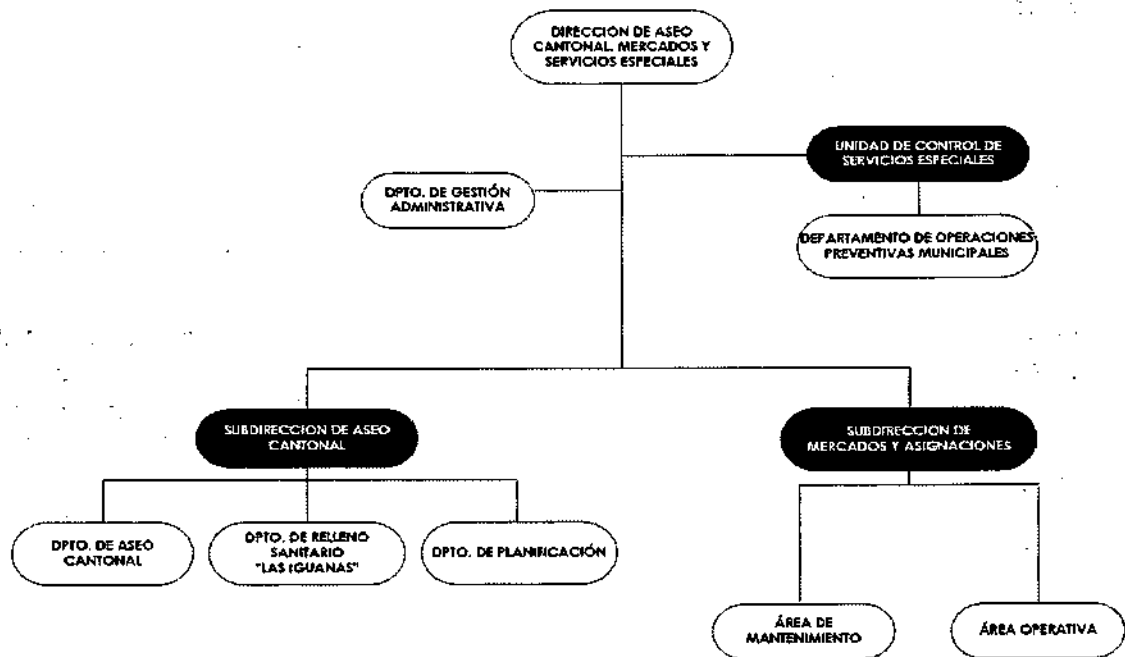 DIRECCION DE ASEO
CANTONAL, MERCADOS Y
SERVICIOS ESPECIALES
UNIDAD DE CONTROL DE
SERVICIOS ESPECIALES
DPTO. DE GESTIÓN
ADMINISTRATIVA
DEPARTAMENTO DE OPERACIONES
PREVENTIVAS MUNICIPALES
SUBDIRECCION DE ASEO
CANTONAL
SUBDIRECCION DE
MERCADOS Y ASIGNACIONES
DPTO. DE ASEO
CANTONAL
DPTO. DE RELLENO
SANITARIO
"LAS IGUANAS"
DPTO. DE PLANIFICACIÓN
ÁREA DE
MANTENIMIENTO
ÁREA OPERATIVA